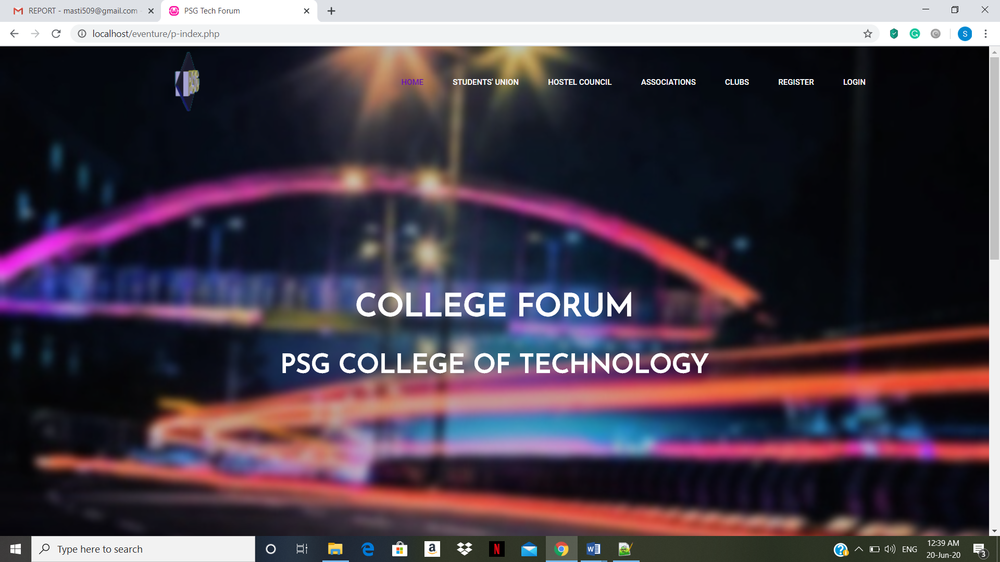 REPORT - masti509@gmail.com -
PSG Tech Forum
localhost/eventure/p-index.php
S
PSG
HOME
STUDENTS' UNION
HOSTEL COUNCIL
ASSOCIATIONS
CLUBS
REGISTER
LOGIN
COLLEGE FORUM
PSG COLLEGE OF TECHNOLOGY
Type here to search
ENG
12:39 AM
20-Jun-20
3